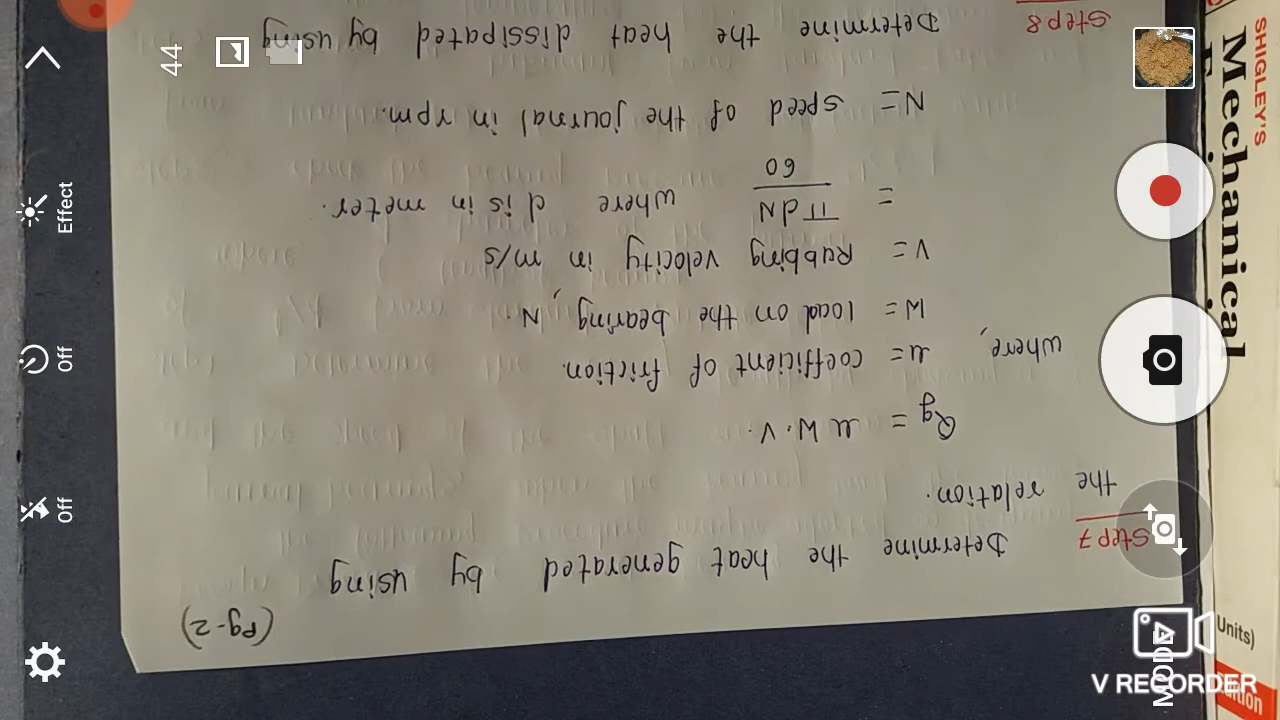 (Pg-2)
Step 7 Determine the heat generated by using
the relation.
Qg = μ W. V.
where, μ = coefficient of friction.
W = load on the bearing, N.
V = Rubbing velocity in m/s
= πdN / 60 where d is in meter.
N = speed of the journal in rpm.
Step 8 Determine the heat dissipated by using
SHIGLEY'S
Mechanical
Units)
44
Effect
Off
Off
MODE
V RECORDER